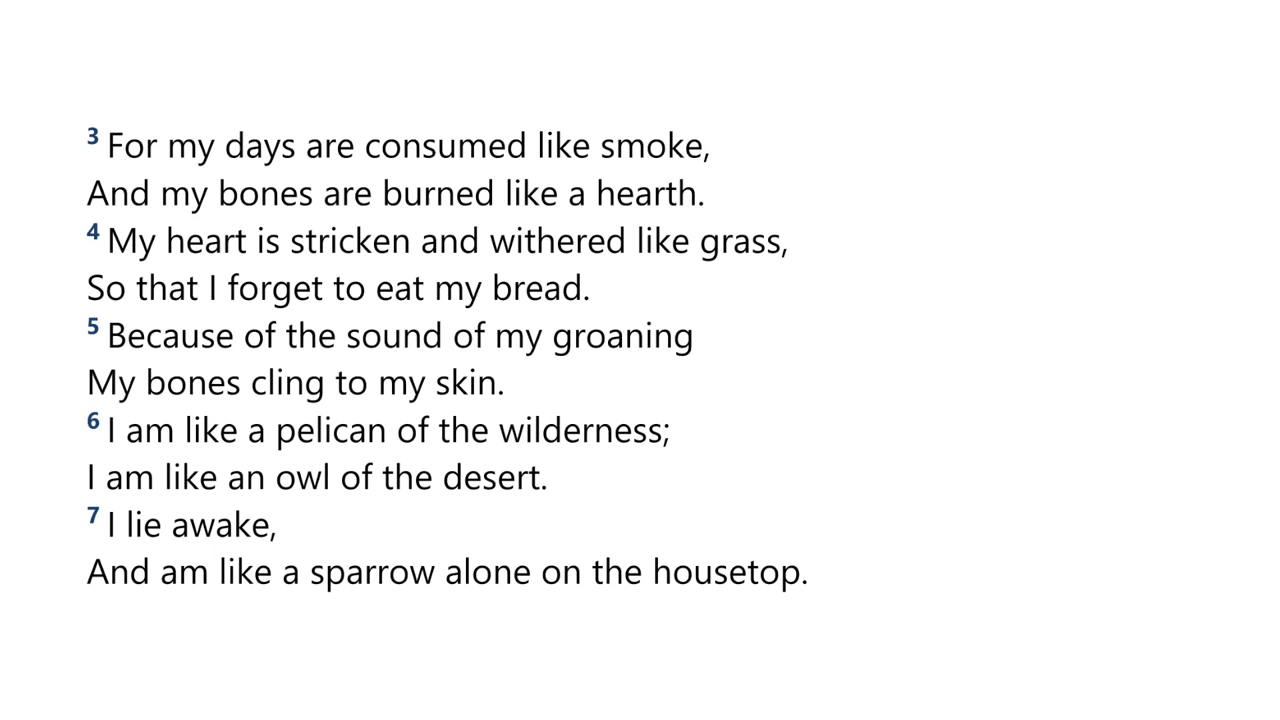 3 For my days are consumed like smoke,
And my bones are burned like a hearth.
4 My heart is stricken and withered like grass,
So that I forget to eat my bread.
5 Because of the sound of my groaning
My bones cling to my skin.
6 I am like a pelican of the wilderness;
I am like an owl of the desert.
7 I lie awake,
And am like a sparrow alone on the housetop.